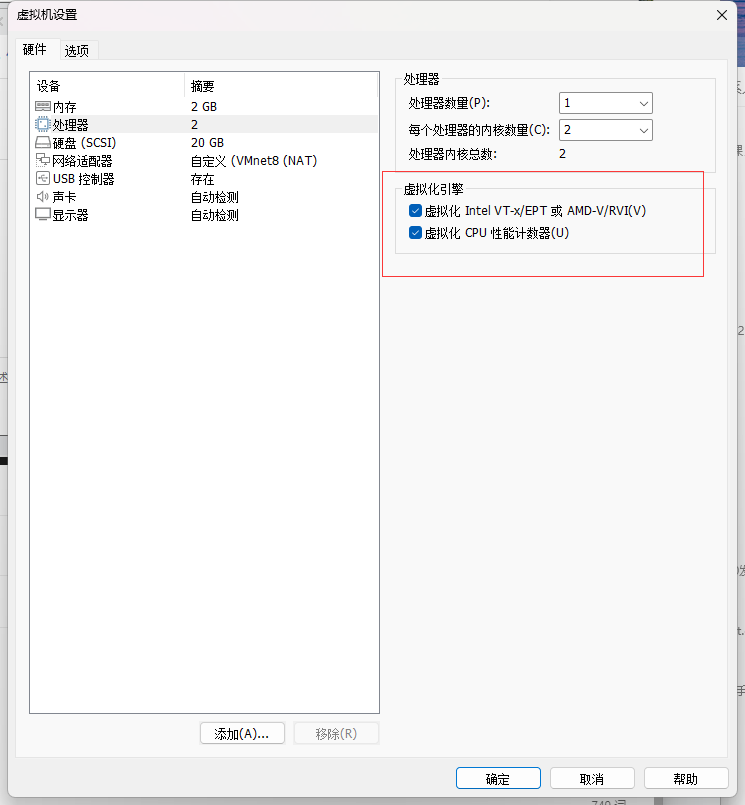 虚拟机设置
硬件 选项
设备 摘要
内存 2 GB
处理器 2
硬盘 (SCSI) 20 GB
网络适配器 自定义 (VMnet8 (NAT)
USB 控制器 存在
声卡 自动检测
显示器 自动检测
添加(A)...
移除(R)
处理器
处理器数量(P): 1
每个处理器的内核数量(C): 2
处理器内核总数: 2
虚拟化引擎
虚拟化 Intel VT-x/EPT 或 AMD-V/RVI(V)
虚拟化 CPU 性能计数器(U)
确定
取消
帮助